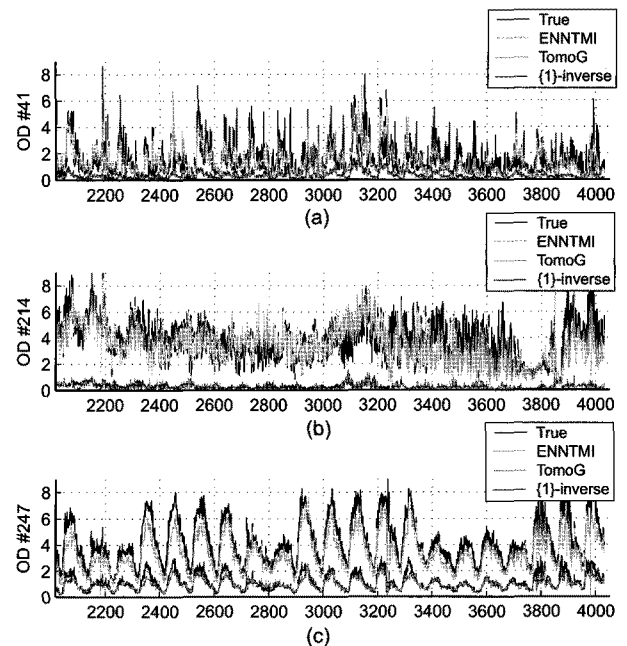 True
ENNTMI
TomoG
{1}-inverse
8
6
4
2
0
OD #41
2200 2400 2600 2800 3000 3200 3400 3600 3800 4000
(a)
True
ENNTMI
TomoG
{1}-inverse
8
6
4
2
0
OD #214
2200 2400 2600 2800 3000 3200 3400 3600 3800 4000
(b)
True
ENNTMI
TomoG
{1}-inverse
8
6
4
2
0
OD #247
2200 2400 2600 2800 3000 3200 3400 3600 3800 4000
(c)